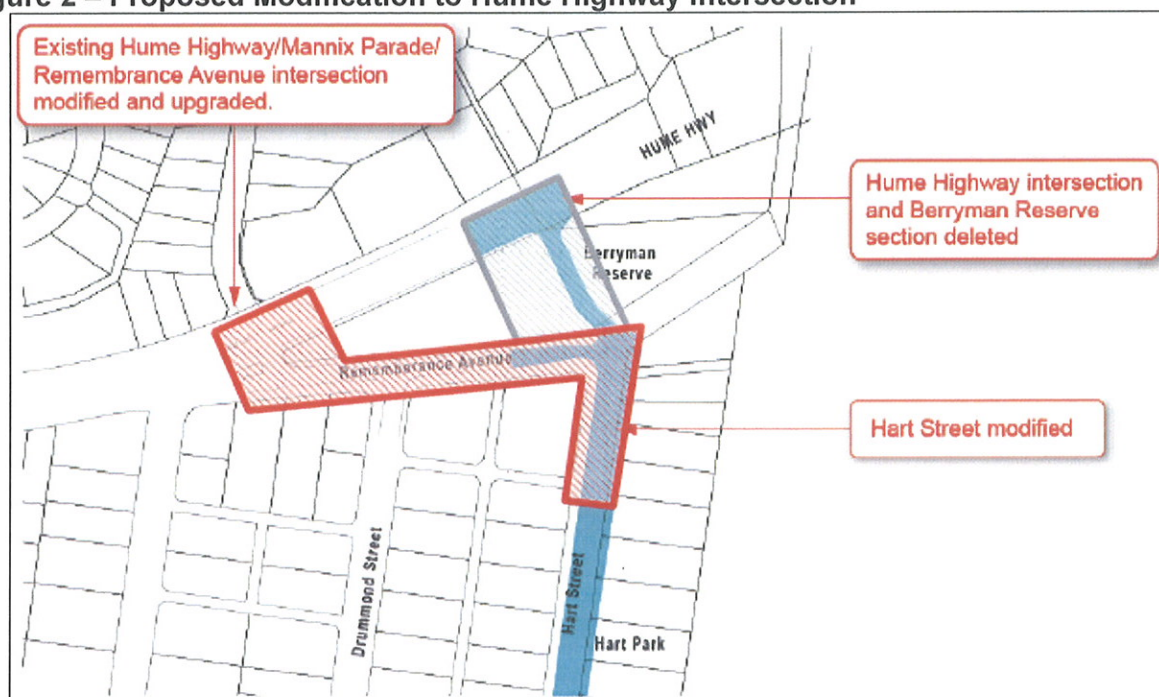 gure 2 – Proposed Modification to Hume Highway Intersection
Existing Hume Highway/Mannix Parade/
Remembrance Avenue intersection
modified and upgraded.
HUME HWY
Hume Highway intersection
and Berryman Reserve
section deleted
Berryman
Reserve
Rememberance Avenue
Hart Street modified
Drummond Street
Hart Street
Hart Park